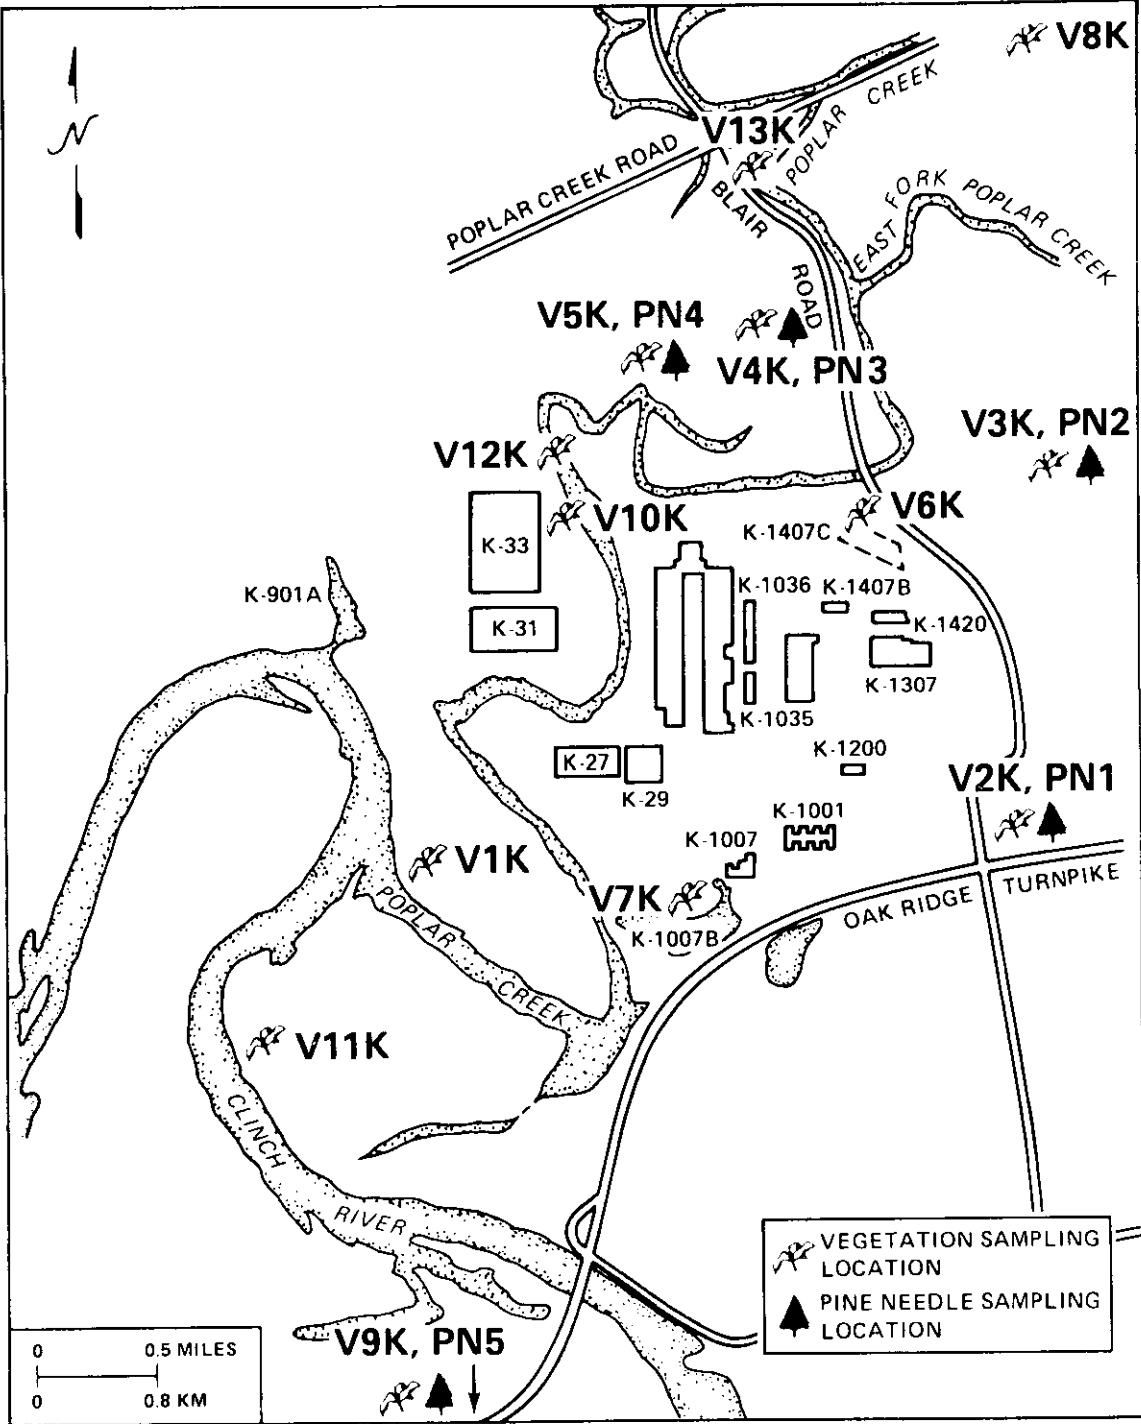 V8K
N
POPLAR CREEK
V13K
POPLAR CREEK ROAD
POPLAR
BLAIR
ROAD
EAST FORK POPLAR CREEK
V5K, PN4
V4K, PN3
V3K, PN2
V12K
V10K
V6K
K-1407C
K-33
K-1036
K-1407B
K-901A
K-31
K-1420
K-1307
K-1035
K-27
K-29
K-1200
V2K, PN1
K-1001
K-1007
V1K
V7K
K-1007B
OAK RIDGE TURNPIKE
POPLAR CREEK
V11K
CLINCH
RIVER
VEGETATION SAMPLING
LOCATION
PINE NEEDLE SAMPLING
LOCATION
V9K, PN5
0 0.5 MILES
0 0.8 KM